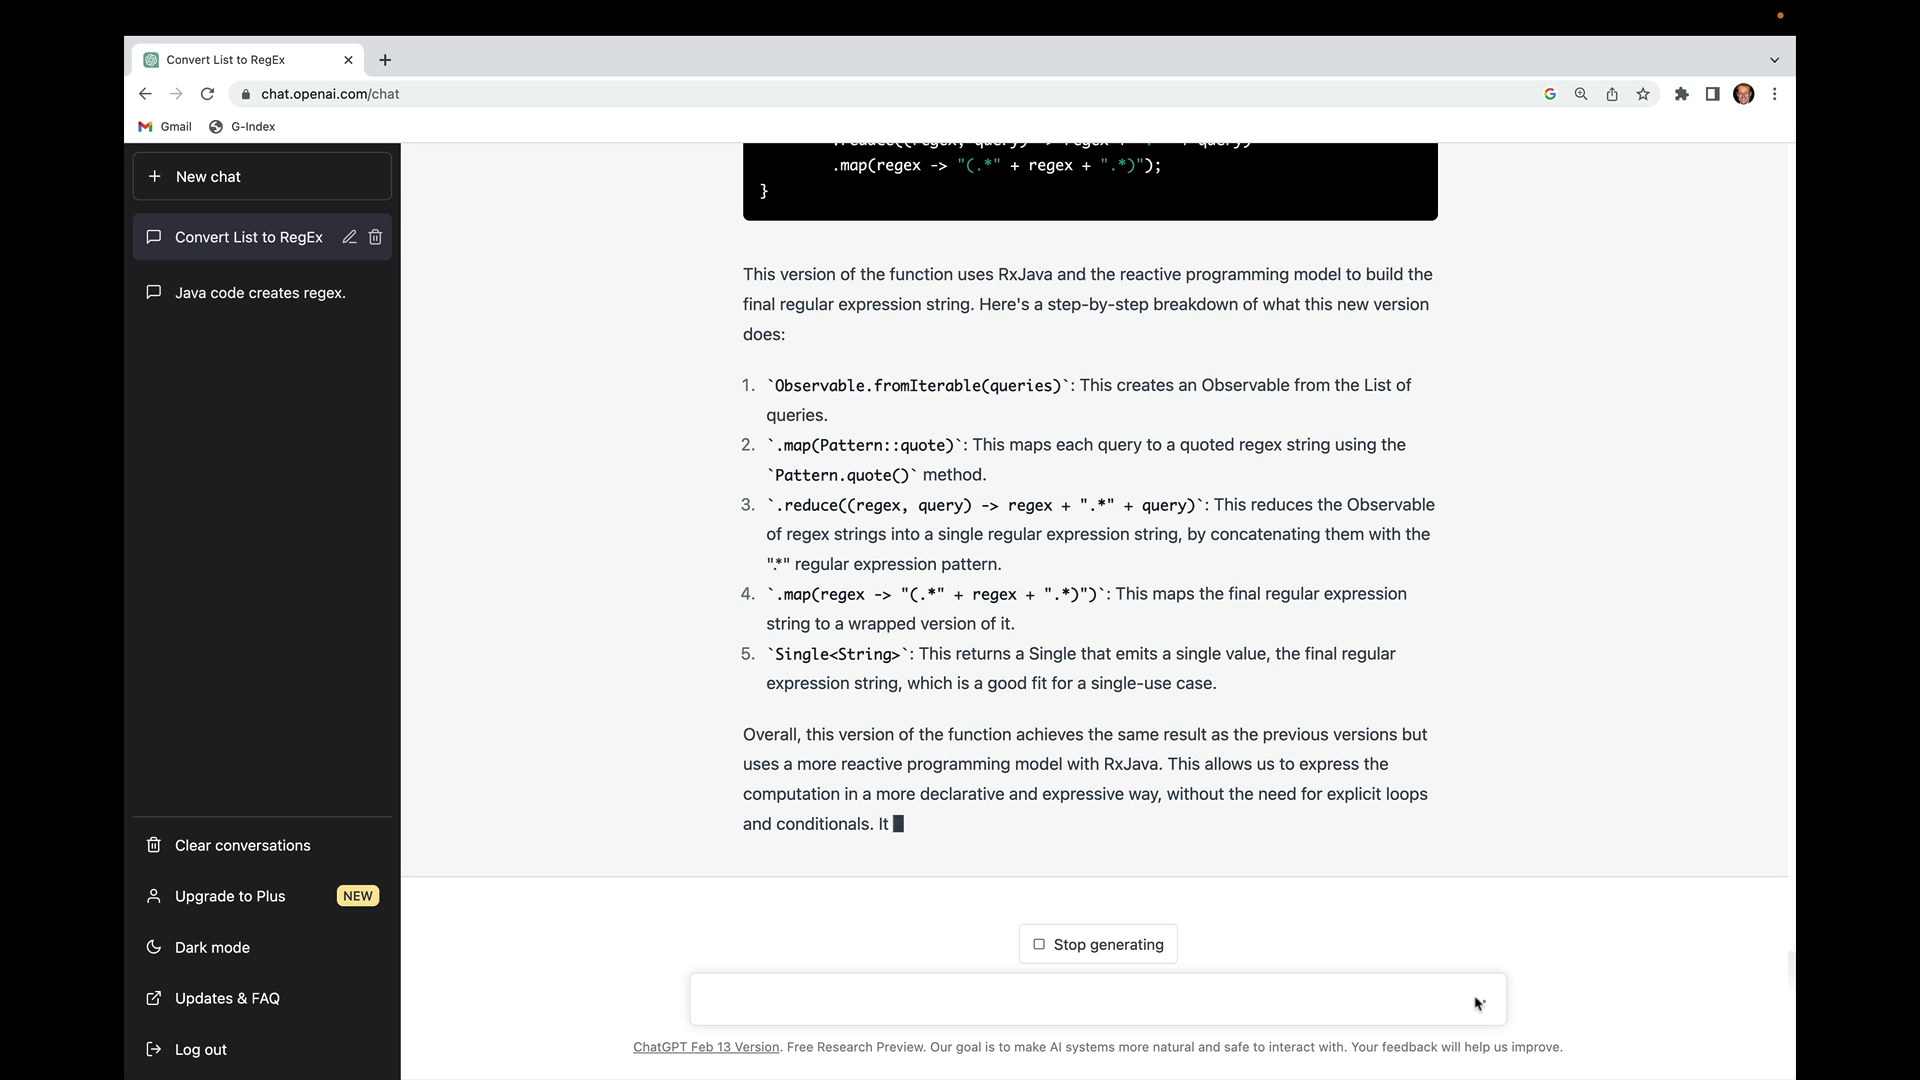 Convert List to RegEx
chat.openai.com/chat
Gmail G-Index
New chat
Convert List to RegEx
Java code creates regex.
Clear conversations
Upgrade to Plus NEW
Dark mode
Updates & FAQ
Log out
.reduce((regex, query) -> regex + ".*" + query)
.map(regex -> "(.*" + regex + ".*)");
}
This version of the function uses RxJava and the reactive programming model to build the
final regular expression string. Here's a step-by-step breakdown of what this new version
does:
1. `Observable.fromIterable(queries)`: This creates an Observable from the List of
queries.
2. `.map(Pattern::quote)`: This maps each query to a quoted regex string using the
`Pattern.quote()` method.
3. `.reduce((regex, query) -> regex + ".*" + query)`: This reduces the Observable
of regex strings into a single regular expression string, by concatenating them with the
".*" regular expression pattern.
4. `.map(regex -> "(.*" + regex + ".*)")`: This maps the final regular expression
string to a wrapped version of it.
5. `Single<String>`: This returns a Single that emits a single value, the final regular
expression string, which is a good fit for a single-use case.
Overall, this version of the function achieves the same result as the previous versions but
uses a more reactive programming model with RxJava. This allows us to express the
computation in a more declarative and expressive way, without the need for explicit loops
and conditionals. It
Stop generating
ChatGPT Feb 13 Version. Free Research Preview. Our goal is to make AI systems more natural and safe to interact with. Your feedback will help us improve.